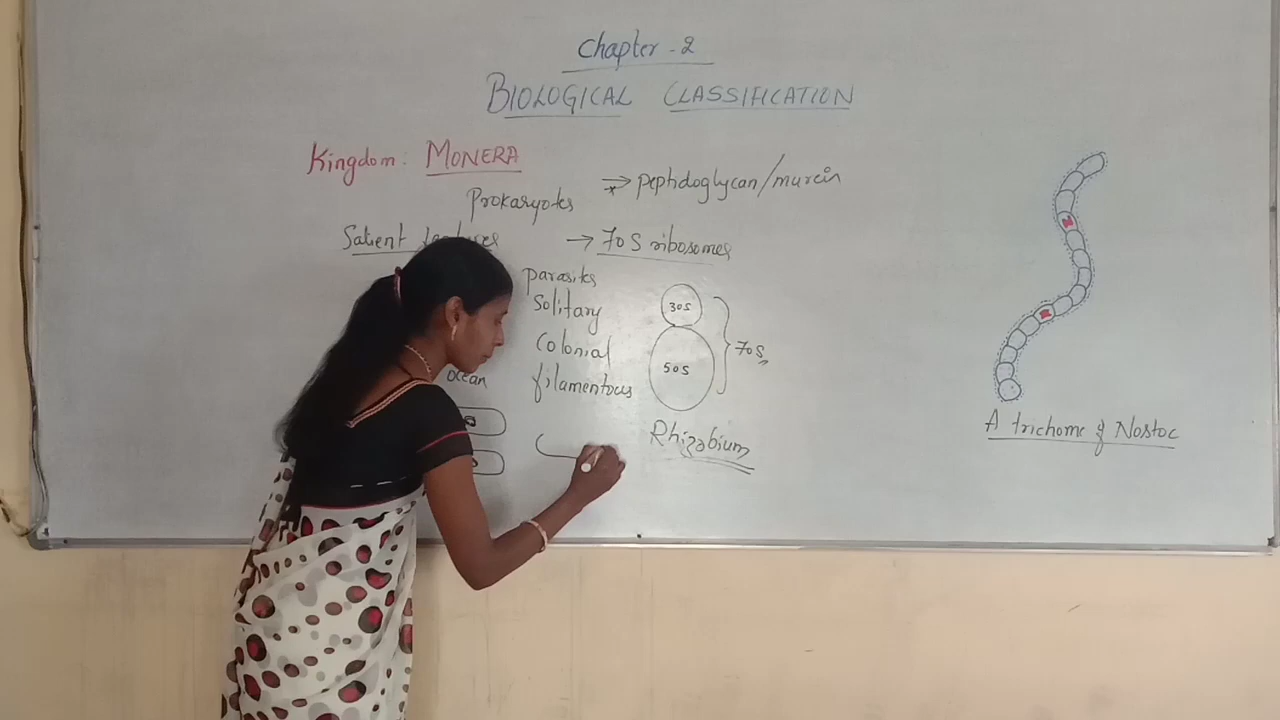 Chapter - 2
BIOLOGICAL CLASSIFICATION
Kingdom: MONERA
→ peptidoglycan/murein
Prokaryotes
Salient
→ 70S ribosomes
parasites
Solitary
30S
Colonial
70S
50S
ocean
filamentous
A trichome of Nostoc
Rhizobium